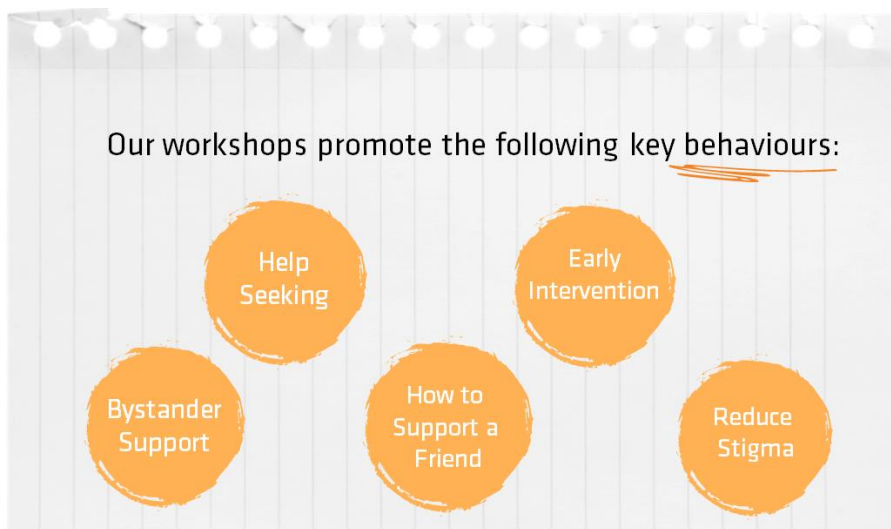 Our workshops promote the following key behaviours:
Help
Seeking
Early
Intervention
Bystander
Support
How to
Support a
Friend
Reduce
Stigma